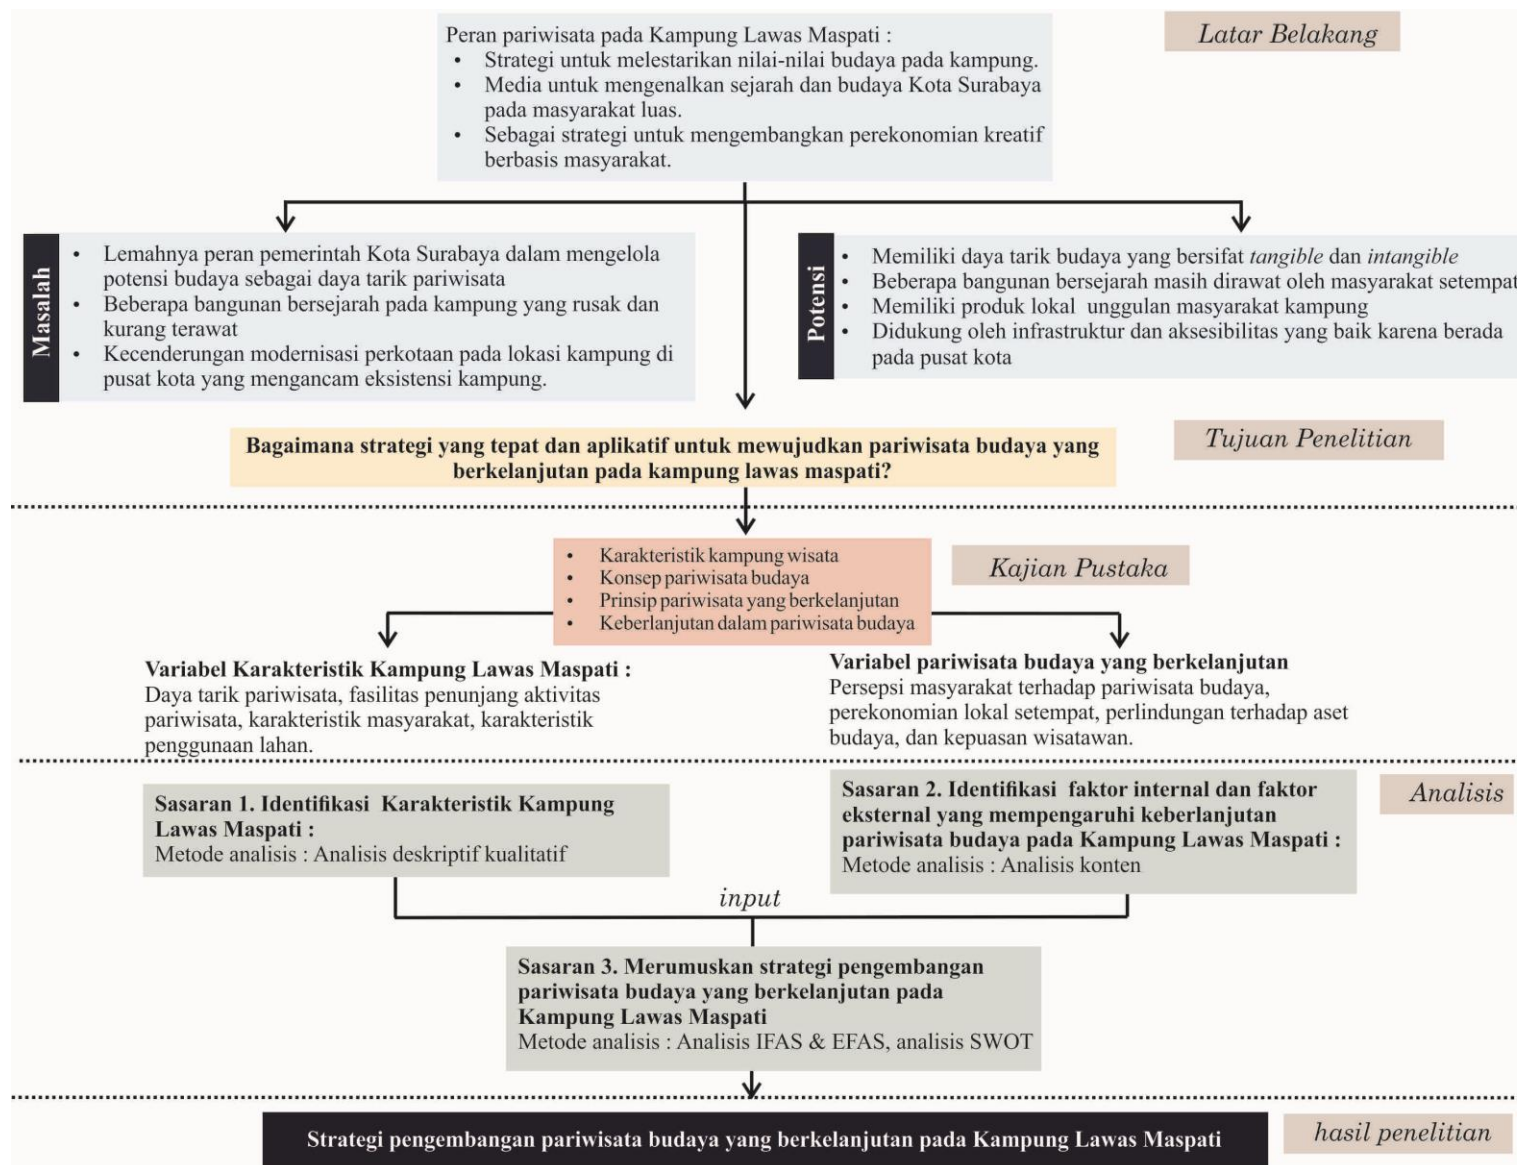 Latar Belakang
Peran pariwisata pada Kampung Lawas Maspati :
• Strategi untuk melestarikan nilai-nilai budaya pada kampung.
• Media untuk mengenalkan sejarah dan budaya Kota Surabaya
pada masyarakat luas.
• Sebagai strategi untuk mengembangkan perekonomian kreatif
berbasis masyarakat.
Masalah
• Lemahnya peran pemerintah Kota Surabaya dalam mengelola
potensi budaya sebagai daya tarik pariwisata
• Beberapa bangunan bersejarah pada kampung yang rusak dan
kurang terawat
• Kecenderungan modernisasi perkotaan pada lokasi kampung di
pusat kota yang mengancam eksistensi kampung.
Potensi
• Memiliki daya tarik budaya yang bersifat tangible dan intangible
• Beberapa bangunan bersejarah masih dirawat oleh masyarakat setempat
• Memiliki produk lokal unggulan masyarakat kampung
• Didukung oleh infrastruktur dan aksesibilitas yang baik karena berada
pada pusat kota
Tujuan Penelitian
Bagaimana strategi yang tepat dan aplikatif untuk mewujudkan pariwisata budaya yang
berkelanjutan pada kampung lawas maspati?
Kajian Pustaka
• Karakteristik kampung wisata
• Konsep pariwisata budaya
• Prinsip pariwisata yang berkelanjutan
• Keberlanjutan dalam pariwisata budaya
Variabel Karakteristik Kampung Lawas Maspati :
Daya tarik pariwisata, fasilitas penunjang aktivitas
pariwisata, karakteristik masyarakat, karakteristik
penggunaan lahan.
Variabel pariwisata budaya yang berkelanjutan
Persepsi masyarakat terhadap pariwisata budaya,
perekonomian lokal setempat, perlindungan terhadap aset
budaya, dan kepuasan wisatawan.
Analisis
Sasaran 1. Identifikasi Karakteristik Kampung
Lawas Maspati :
Metode analisis : Analisis deskriptif kualitatif
Sasaran 2. Identifikasi faktor internal dan faktor
eksternal yang mempengaruhi keberlanjutan
pariwisata budaya pada Kampung Lawas Maspati :
Metode analisis : Analisis konten
input
Sasaran 3. Merumuskan strategi pengembangan
pariwisata budaya yang berkelanjutan pada
Kampung Lawas Maspati
Metode analisis : Analisis IFAS & EFAS, analisis SWOT
Strategi pengembangan pariwisata budaya yang berkelanjutan pada Kampung Lawas Maspati
hasil penelitian